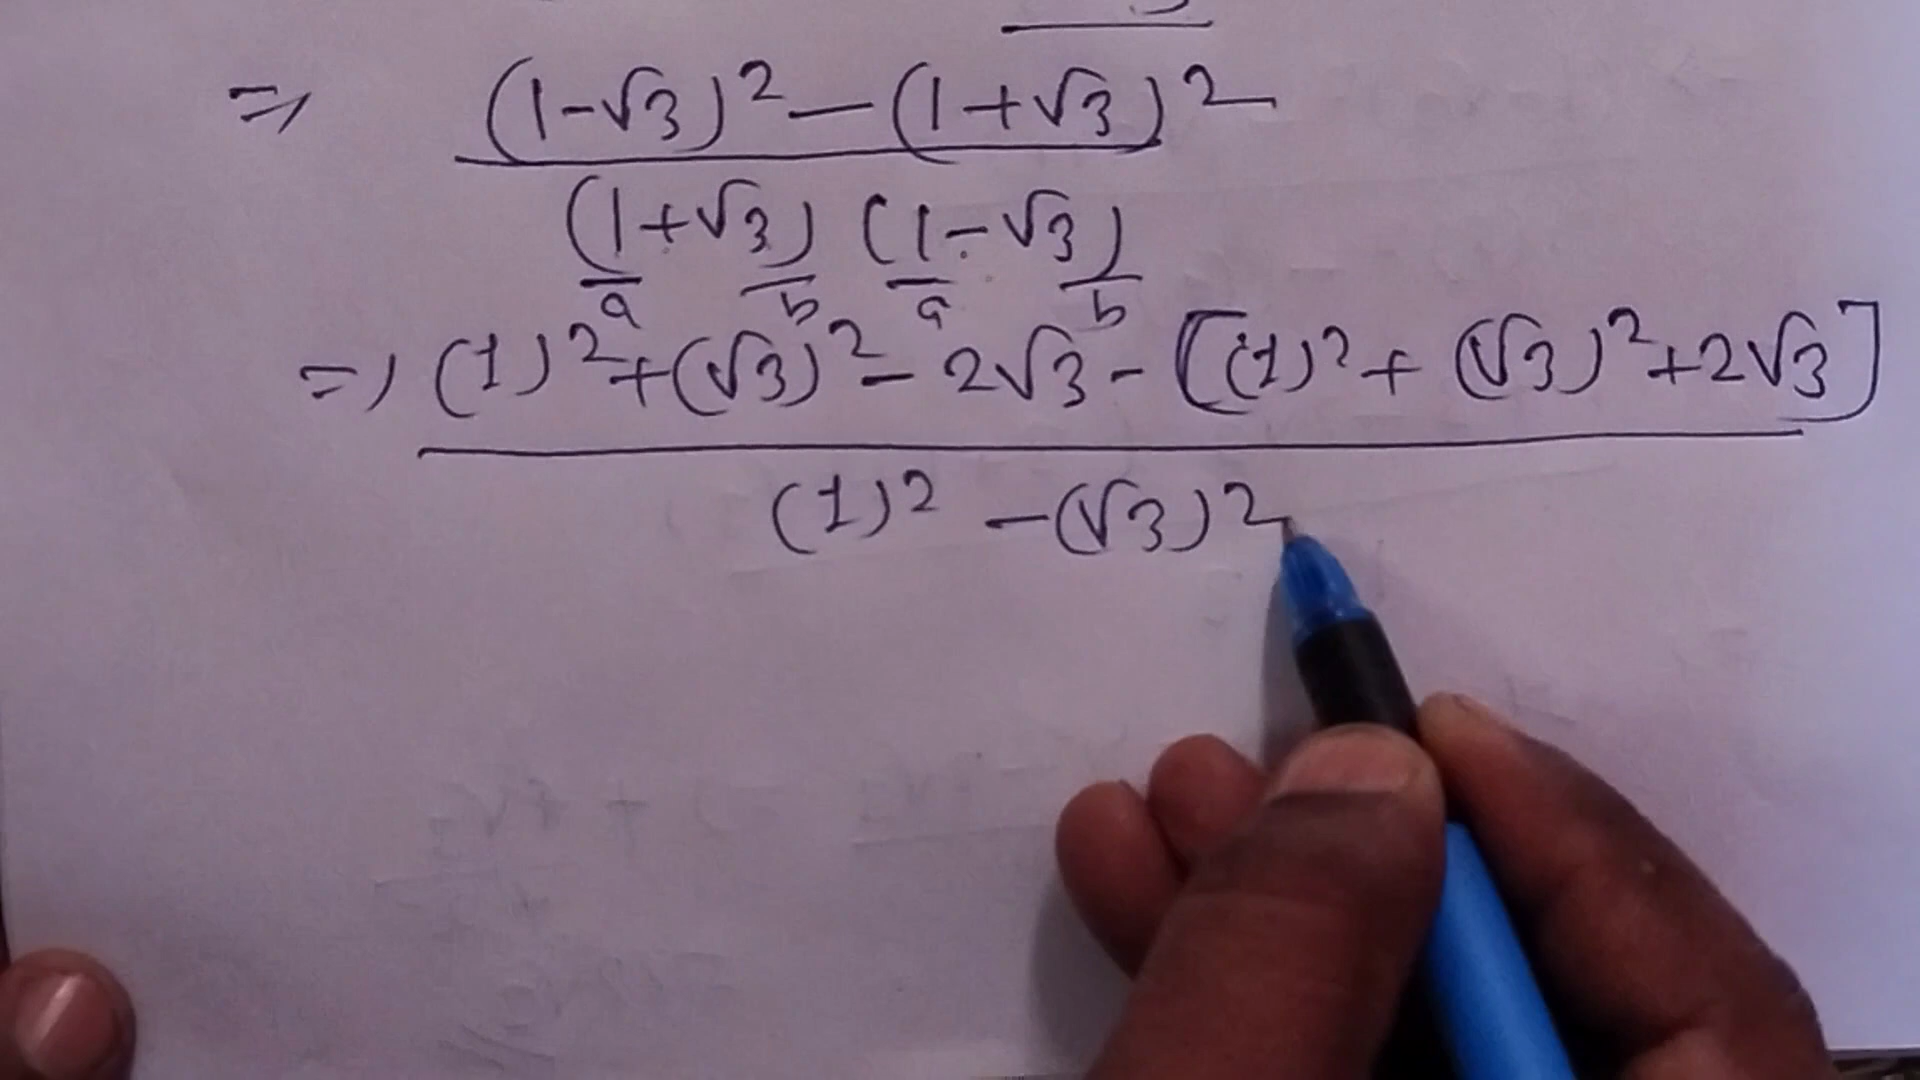 => (1-√3)² - (1+√3)²
(1+√3) (1-√3)
a b a b
=> (1)² + (√3)² - 2√3 - [(1)² + (√3)² + 2√3]
(1)² - (√3)²